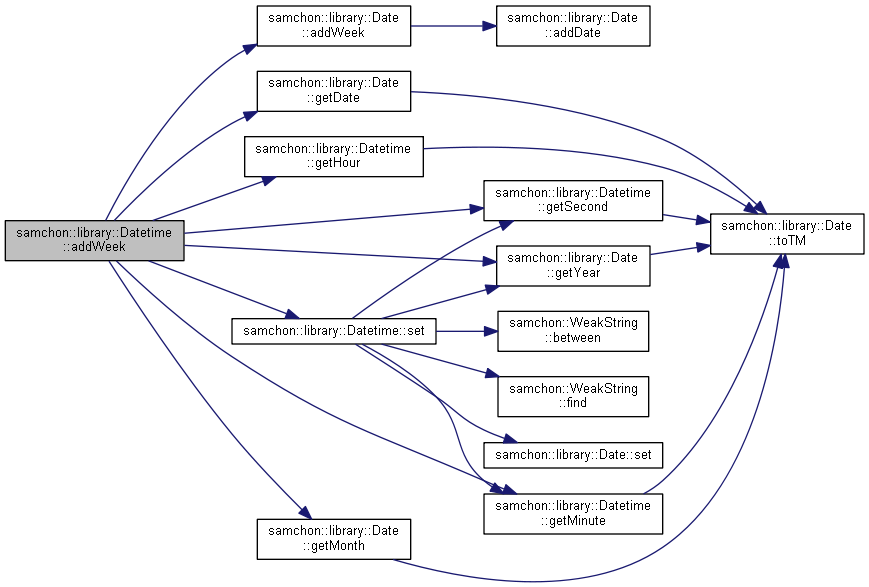 samchon::library::Date
::addWeek
samchon::library::Date
::addDate
samchon::library::Date
::getDate
samchon::library::Datetime
::getHour
samchon::library::Datetime
::getSecond
samchon::library::Date
::toTM
samchon::library::Datetime
::addWeek
samchon::library::Date
::getYear
samchon::library::Datetime::set
samchon::WeakString
::between
samchon::WeakString
::find
samchon::library::Date::set
samchon::library::Datetime
::getMinute
samchon::library::Date
::getMonth